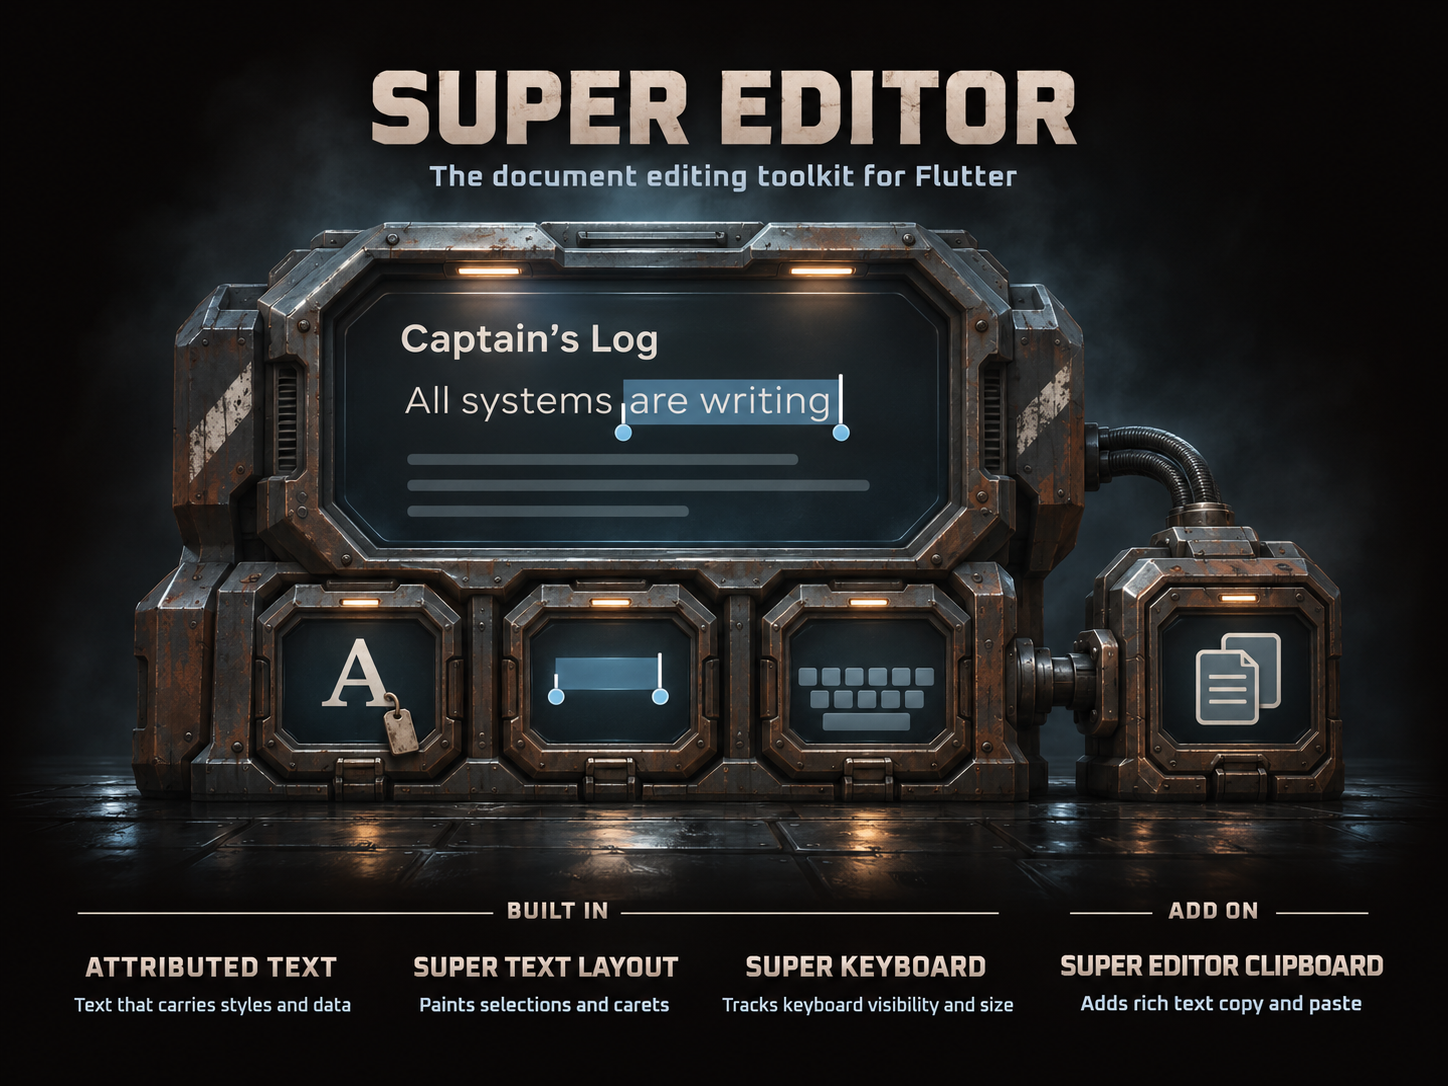 SUPER EDITOR
The document editing toolkit for Flutter
Captain’s Log
All systems are writing
A
BUILT IN
ADD ON
ATTRIBUTED TEXT
Text that carries styles and data
SUPER TEXT LAYOUT
Paints selections and carets
SUPER KEYBOARD
Tracks keyboard visibility and size
SUPER EDITOR CLIPBOARD
Adds rich text copy and paste